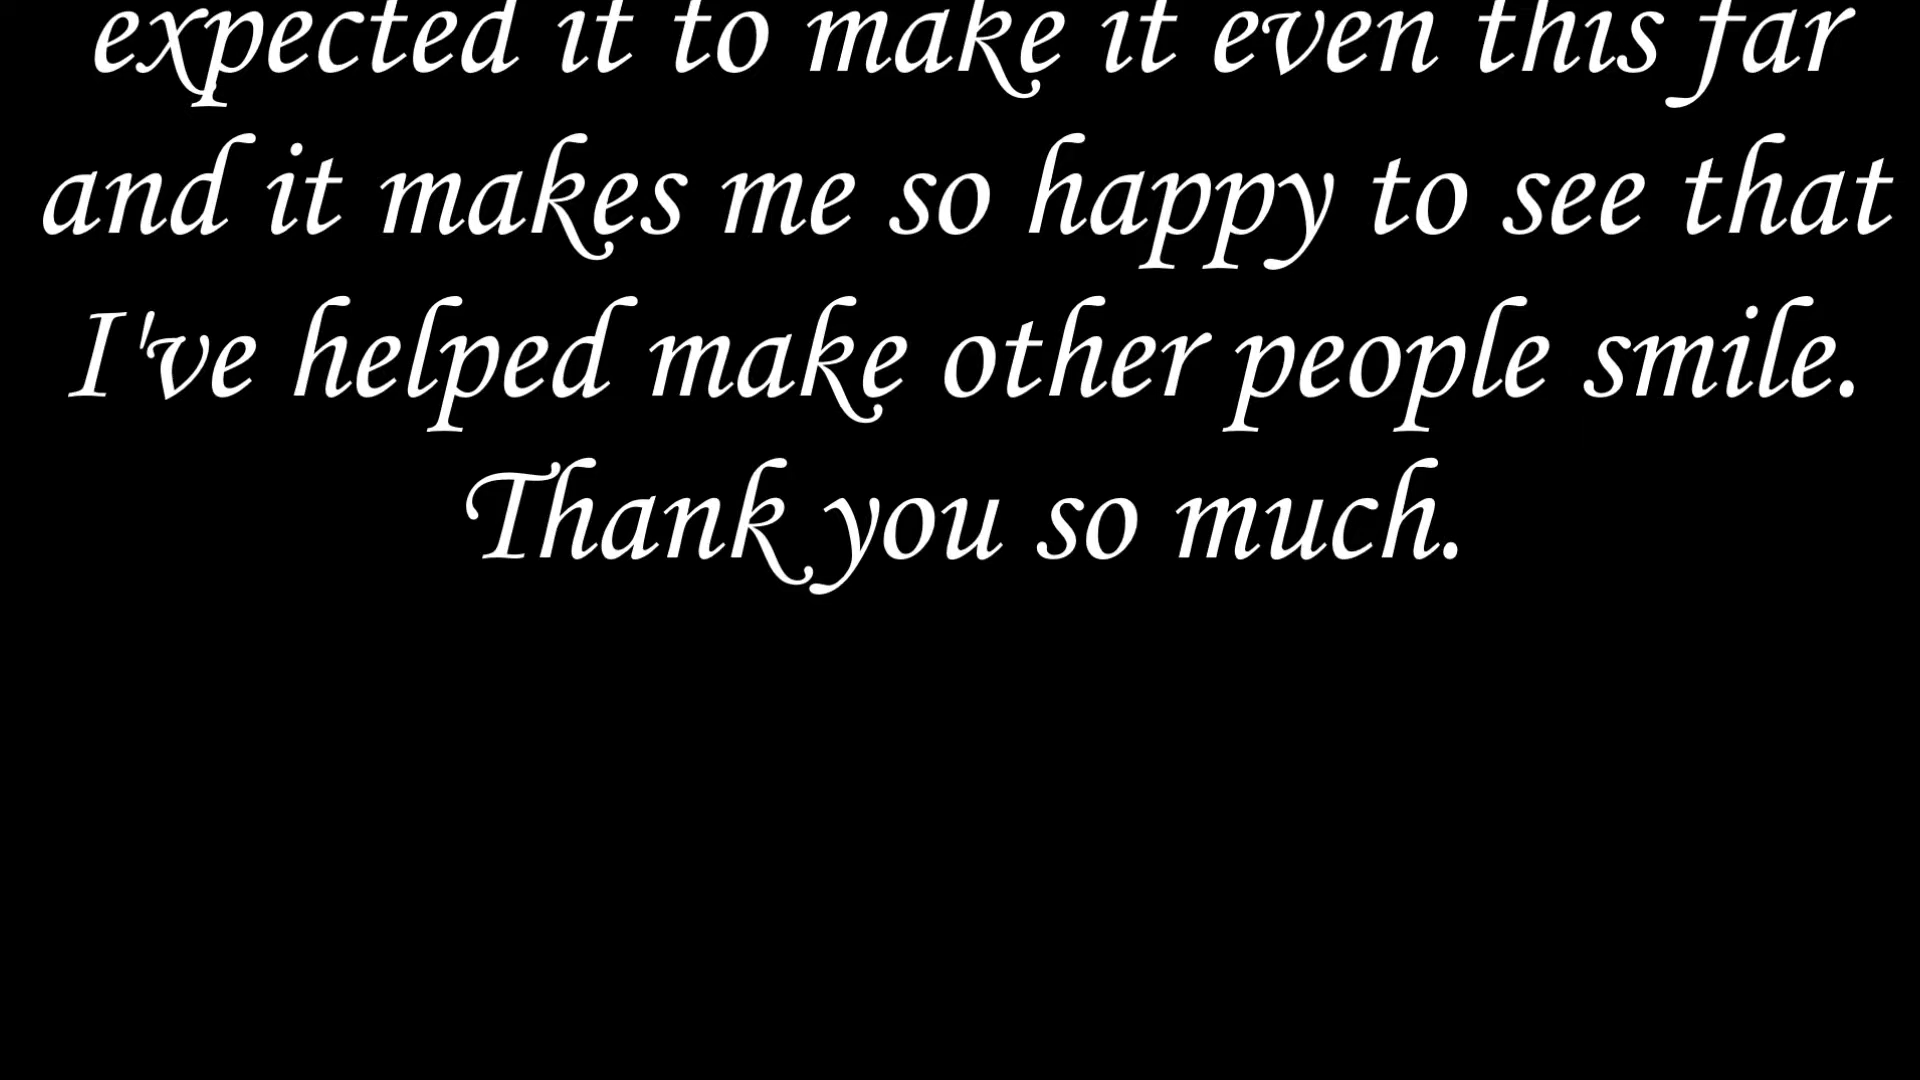 expected it to make it even this far
and it makes me so happy to see that
I've helped make other people smile.
Thank you so much.